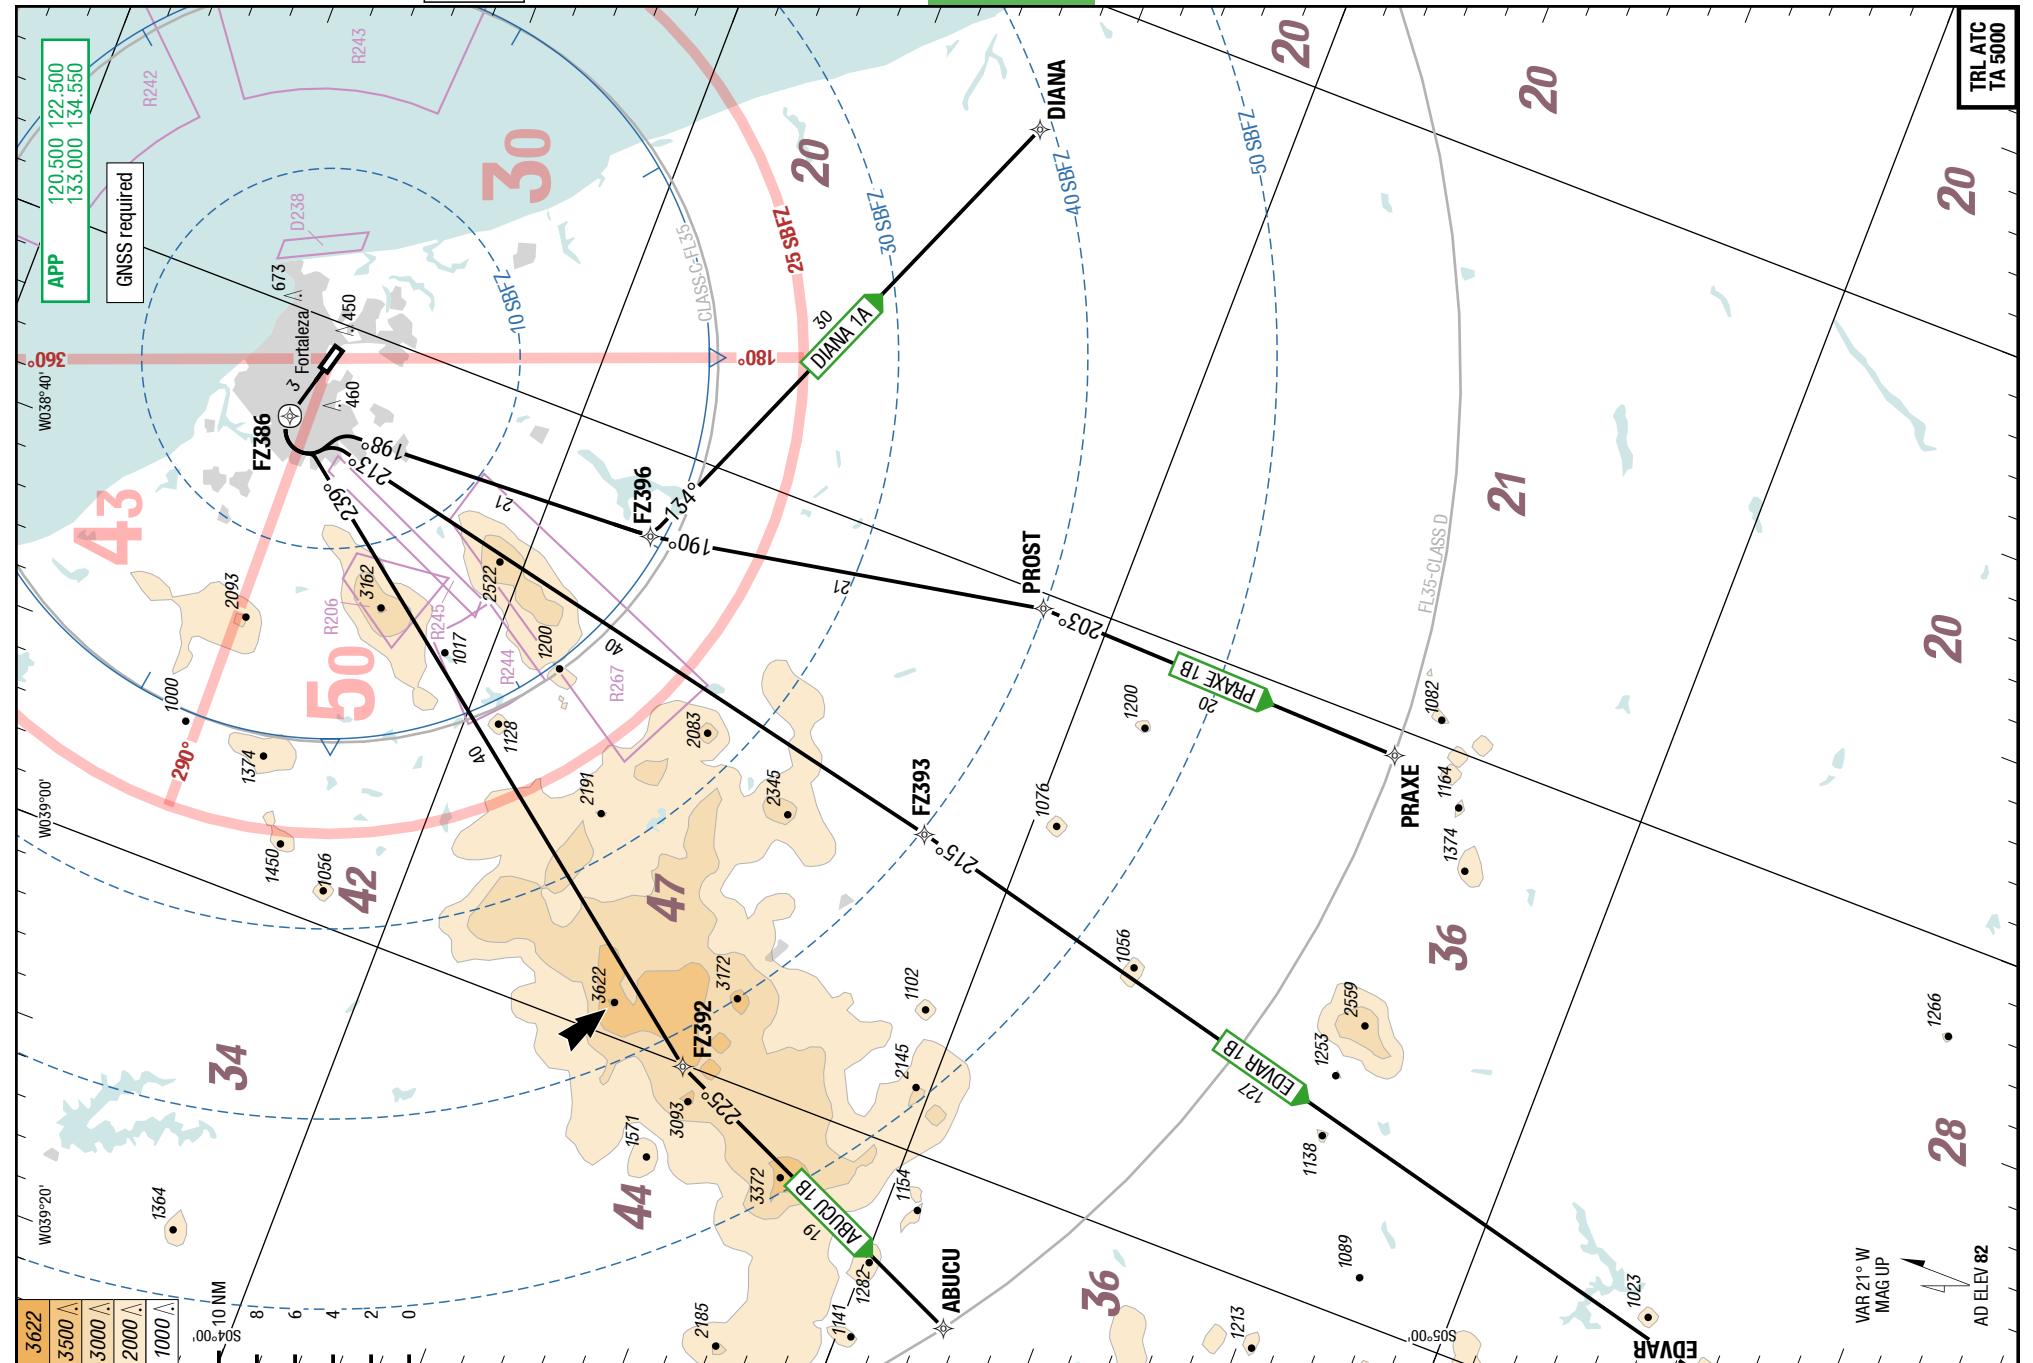 APP 120.500 122.500
133.000 134.550
GNSS required
TRL ATC
TA 5000
R242
R243
D238
30
20
20
20
20
DIANA
673
450
Fortaleza
460
3
360°
W038°40'
FZ386
10 SBFZ
CLASS C-FL35
25 SBFZ
30 SBFZ
40 SBFZ
50 SBFZ
180°
30
DIANA 1A
198°
213°
239°
43
21
FZ396
134°
190°
21
PROST
203°
PRAXE 1B
20
PRAXE
21
FL35-CLASS D
20
2093
3162
R206
R245
1017
2522
1200
R244
R267
40
50
1000
1374
290°
1128
40
2083
2191
2345
FZ393
215°
1076
1200
1082
1164
1374
W039°00'
1450
1056
42
47
3622
3172
FZ392
1102
1056
36
2559
1253
1266
34
225°
3093
1571
2145
EDVAR 1B
127
1138
28
44
3372
ABUCU 1B
19
1154
1282
1141
ABUCU
36
1089
1213
2185
1364
W039°20'
S04°00'
S05°00'
1023
EDVAR
VAR 21° W
MAG UP
AD ELEV 82
3622
3500
3000
2000
1000
10 NM
8
6
4
2
0